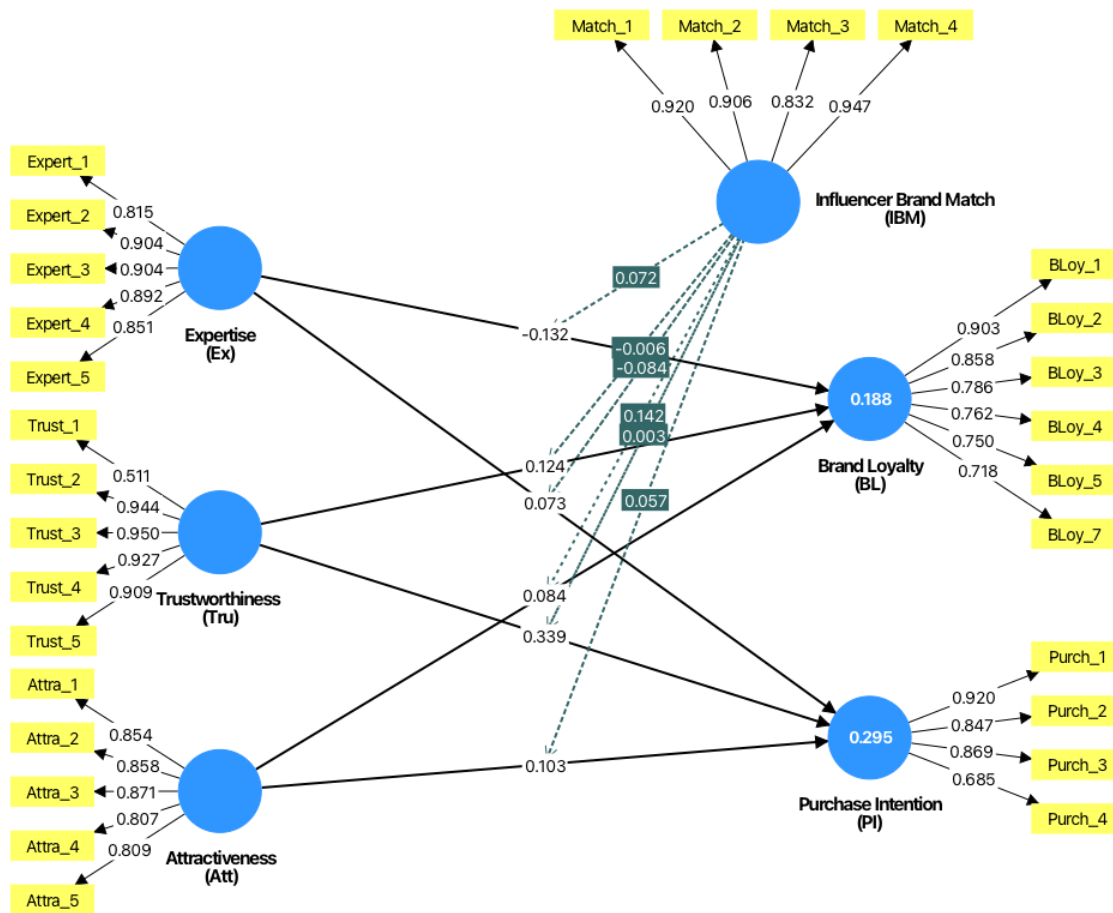 Match_1
Match_2
Match_3
Match_4
0.920
0.906
0.832
0.947
Influencer Brand Match
(IBM)
Expert_1
Expert_2
Expert_3
Expert_4
Expert_5
0.815
0.904
0.904
0.892
0.851
Expertise
(Ex)
Trust_1
Trust_2
Trust_3
Trust_4
Trust_5
0.511
0.944
0.950
0.927
0.909
Trustworthiness
(Tru)
Attra_1
Attra_2
Attra_3
Attra_4
Attra_5
0.854
0.858
0.871
0.807
0.809
Attractiveness
(Att)
0.072
-0.132
-0.006
-0.084
0.142
0.003
0.124
0.073
0.057
0.084
0.339
0.103
0.188
Brand Loyalty
(BL)
0.903
0.858
0.786
0.762
0.750
0.718
BLoy_1
BLoy_2
BLoy_3
BLoy_4
BLoy_5
BLoy_7
0.295
Purchase Intention
(PI)
0.920
0.847
0.869
0.685
Purch_1
Purch_2
Purch_3
Purch_4